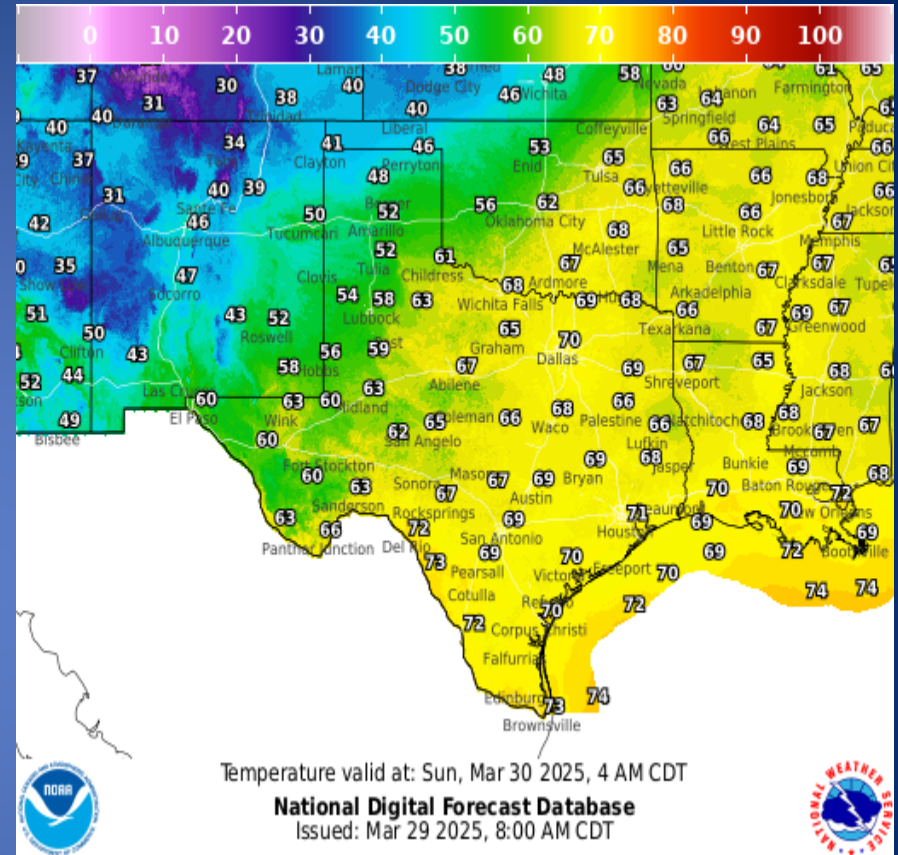 0 10 20 30 40 50 60 70 80 90 100
37 30 Lamar 40 38 48 58 61 65
31 38 Dodge City 46 Wichita Nevada Lebanon Farmington
40 40 Trinidad 40 63 64
Liberal Coffeyville Springfield 64 65 Paducah
34 41 46 53 65 66 West Plains 66
37 Clayton Perryton Enid Tulsa 66 66 68 Union City
31 40 39 48 66 68 Jonesboro 66
Santa Fe 50 52 56 62 66 Jackson
42 46 Tucumcari Amarillo Oklahoma City 68 Little Rock 67
Albuquerque 52 McAlester 65 Memphis
35 47 Tulia 61 67 Mena Benton 67 67
Socorro Clovis Childress Ardmore Clarksdale
51 43 52 54 58 63 68 69 68 Arkadelphia 69 67
Wichita Falls 66
50 Roswell Lubbock 65 Texarkana 67 Greenwood
Clifton 43 56 59 Graham 70
44 58 Hobbs 67 Dallas 69 67 65 68
52 Las Cruces 63 Abilene Shreveport Jackson
60 63 60 Midland 68 66
49 El Paso Wink 65 66 Waco Palestine 66 68 68 67 67
Bisbee 60 62 San Angelo Lufkin
Fort Stockton 69 68 Jasper Bunkie Mccomb
60 63 Sonora Mason 67 69 Bryan 69 68
Sanderson 67 Austin 70 Baton Rouge 72
63 66 Rocksprings 69 71 Beaumont 69 70 New Orleans
Panther Junction 72 San Antonio Houston 69
Del Rio 73 69 70 69 72 Boothville
Pearsall Victoria Freeport 70
Cotulla 70 72 74 74
72 Corpus Christi
Falfurrias
Edinburg 73 74
Brownsville
Temperature valid at: Sun, Mar 30 2025, 4 AM CDT
National Digital Forecast Database
Issued: Mar 29 2025, 8:00 AM CDT
NOAA
NATIONAL WEATHER SERVICE